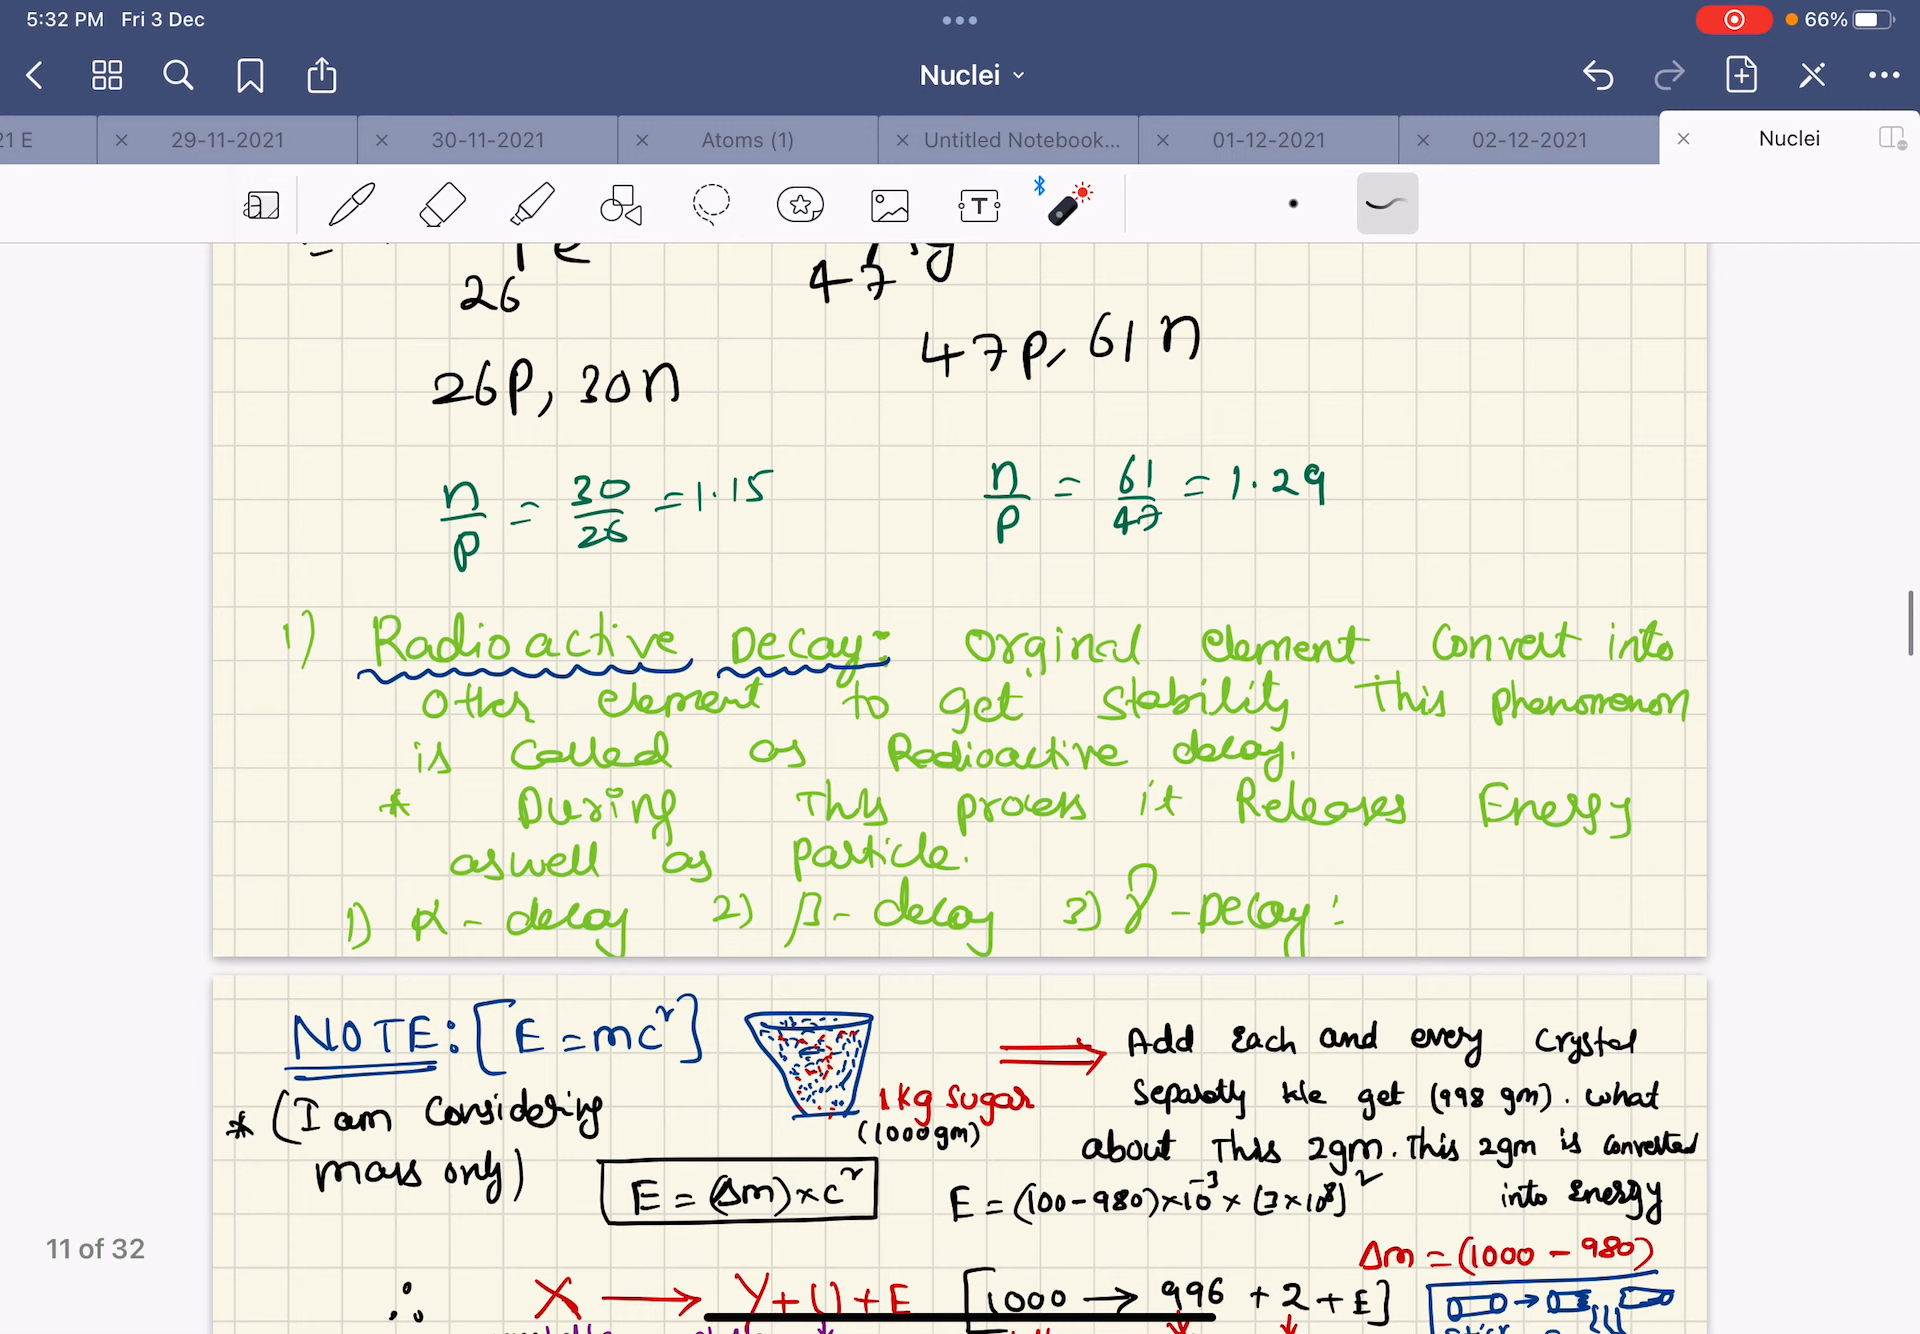 5:32 PM Fri 3 Dec
66%
Nuclei
21 E
29-11-2021
30-11-2021
Atoms (1)
Untitled Notebook...
01-12-2021
02-12-2021
Nuclei
26
47
47p, 61n
26p, 30n
n/p = 30/26 = 1.15
n/p = 61/47 = 1.29
1) Radioactive Decay: Orginal element Convert into
other element to get stability This phenomenon
is called as Radioactive decay.
* During This process it Releases Energy
aswell as particle.
1) α - decay 2) β - decay 3) γ - Decay:
NOTE: [E = mc²]
Add Each and every Crystal
Separatly We get (998 gm). what
about This 2gm. This 2gm is converted
into Energy
1kg Sugar
(1000gm)
* (I am Considering
mass only)
E = (Δm)×c²
E = (100-980)×10⁻³ × (3×10⁸)²
Δm = (1000 - 980)
11 of 32
∴ X → Y + U + E
[1000 → 996 + 2 + E]